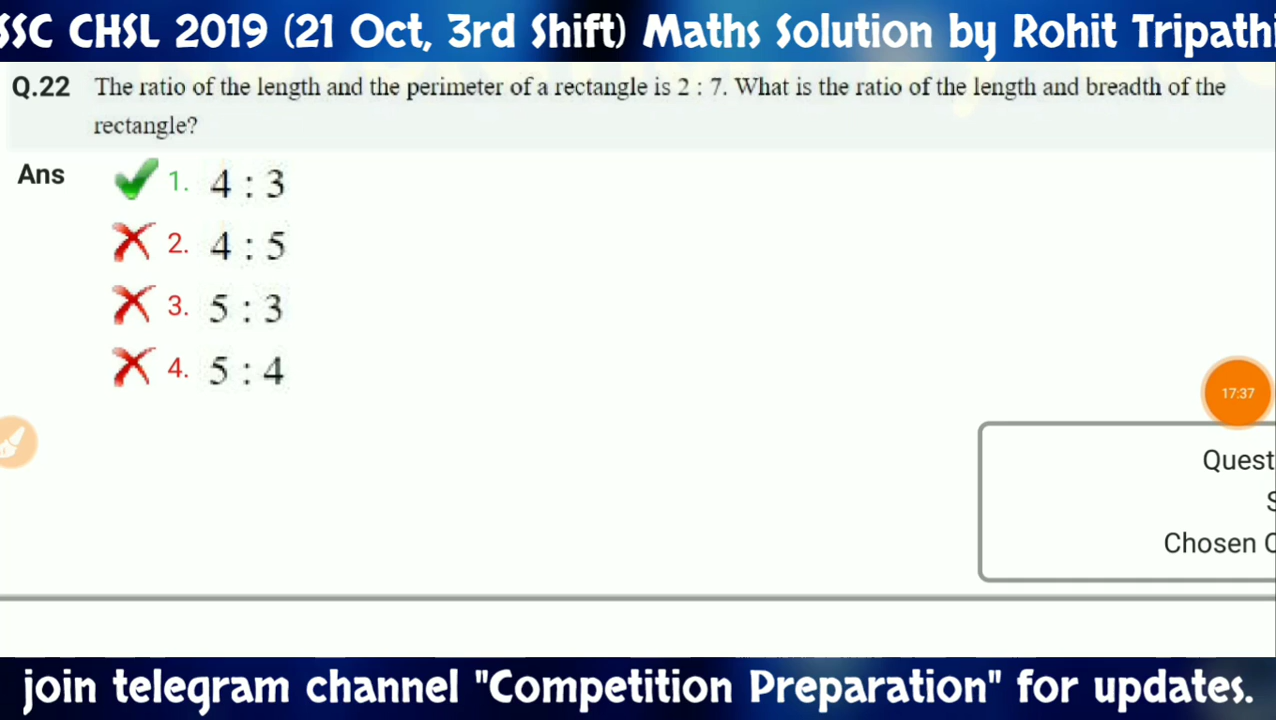 SSC CHSL 2019 (21 Oct, 3rd Shift) Maths Solution by Rohit Tripathi
Q.22 The ratio of the length and the perimeter of a rectangle is 2 : 7. What is the ratio of the length and breadth of the
rectangle?
Ans 1. 4 : 3
2. 4 : 5
3. 5 : 3
4. 5 : 4
17:37
Quest
S
Chosen O
join telegram channel "Competition Preparation" for updates.